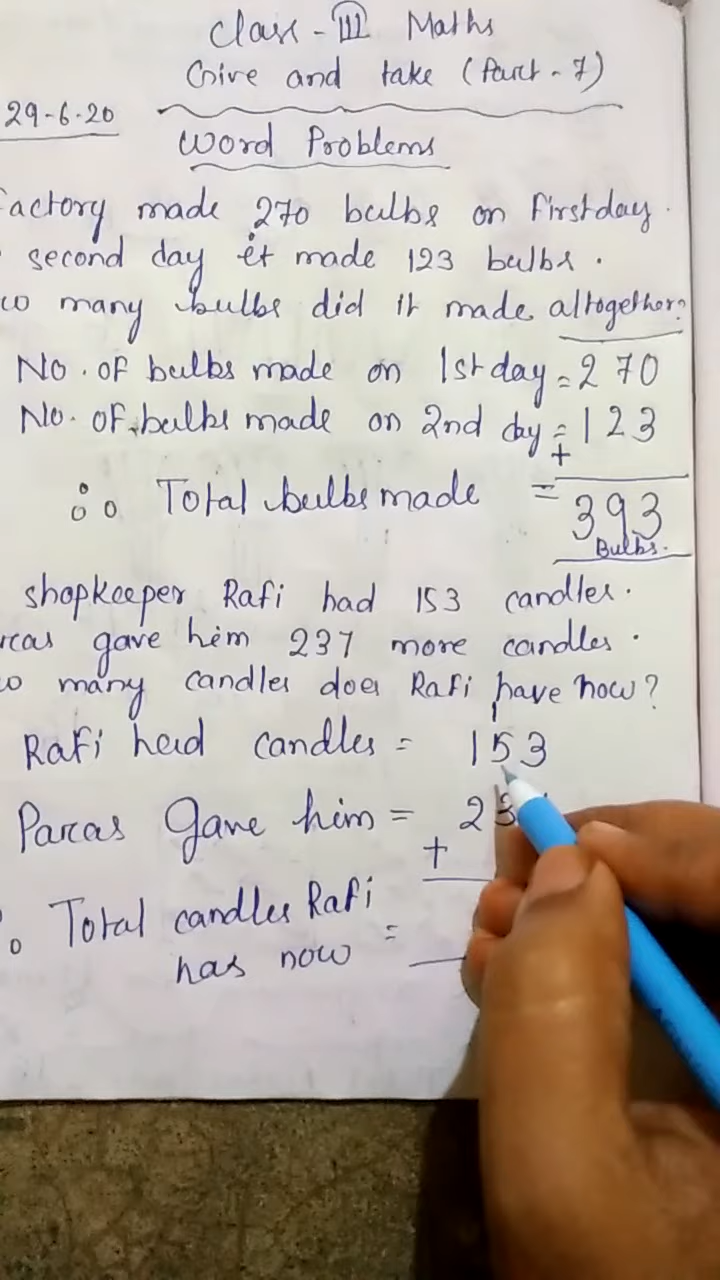 Class - III Maths
Give and take (Part - 7)
29-6.20
Word Problems
actory made 270 bulbs on first day.
second day it made 123 bulbs.
w many bulbs did it made altogether?
No. of bulbs made on 1st day = 270
No. of bulbs made on 2nd day = 123
+
∴ Total bulbs made = 393
Bulbs.
shopkeeper Rafi had 153 candles.
ras gave him 237 more candles.
w many candles does Rafi have now?
1
Rafi had candles = 153
Paras Gave him = 23
+
∴ Total candles Rafi
has now =